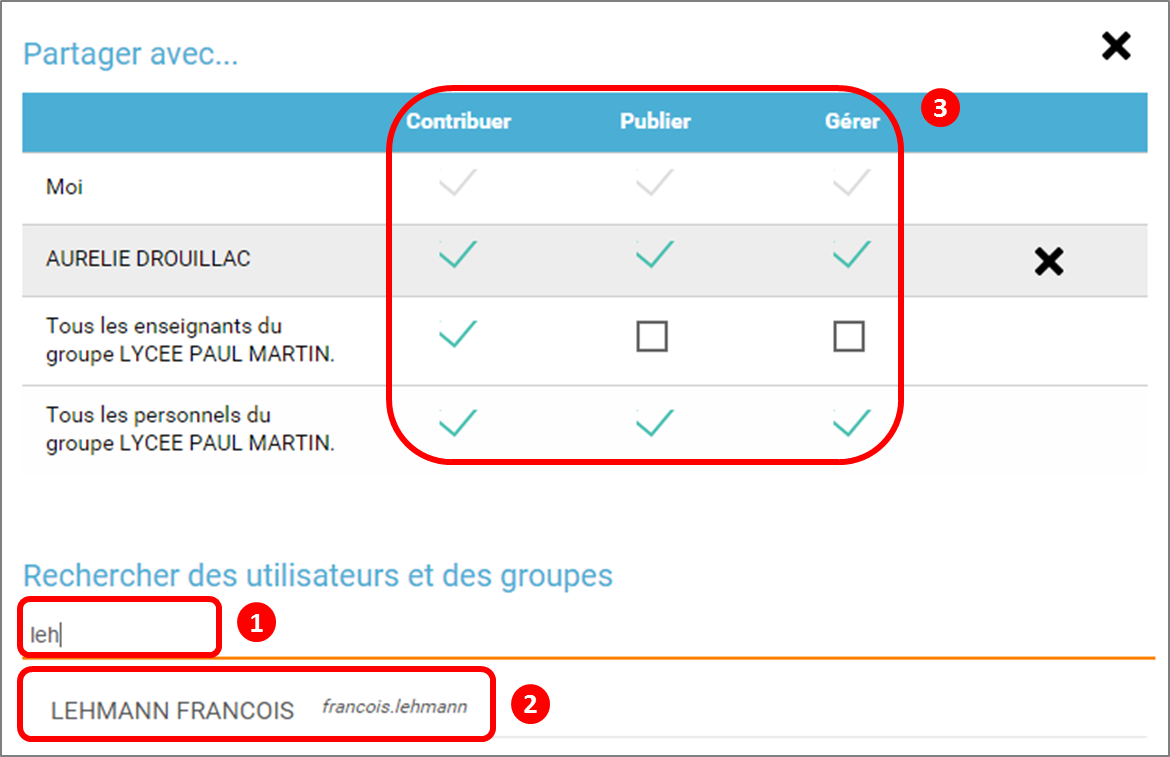 Partager avec...
Contribuer Publier Gérer 3
Moi
AURELIE DROUILLAC
Tous les enseignants du
groupe LYCEE PAUL MARTIN.
Tous les personnels du
groupe LYCEE PAUL MARTIN.
Rechercher des utilisateurs et des groupes
leh 1
LEHMANN FRANCOIS francois.lehmann 2